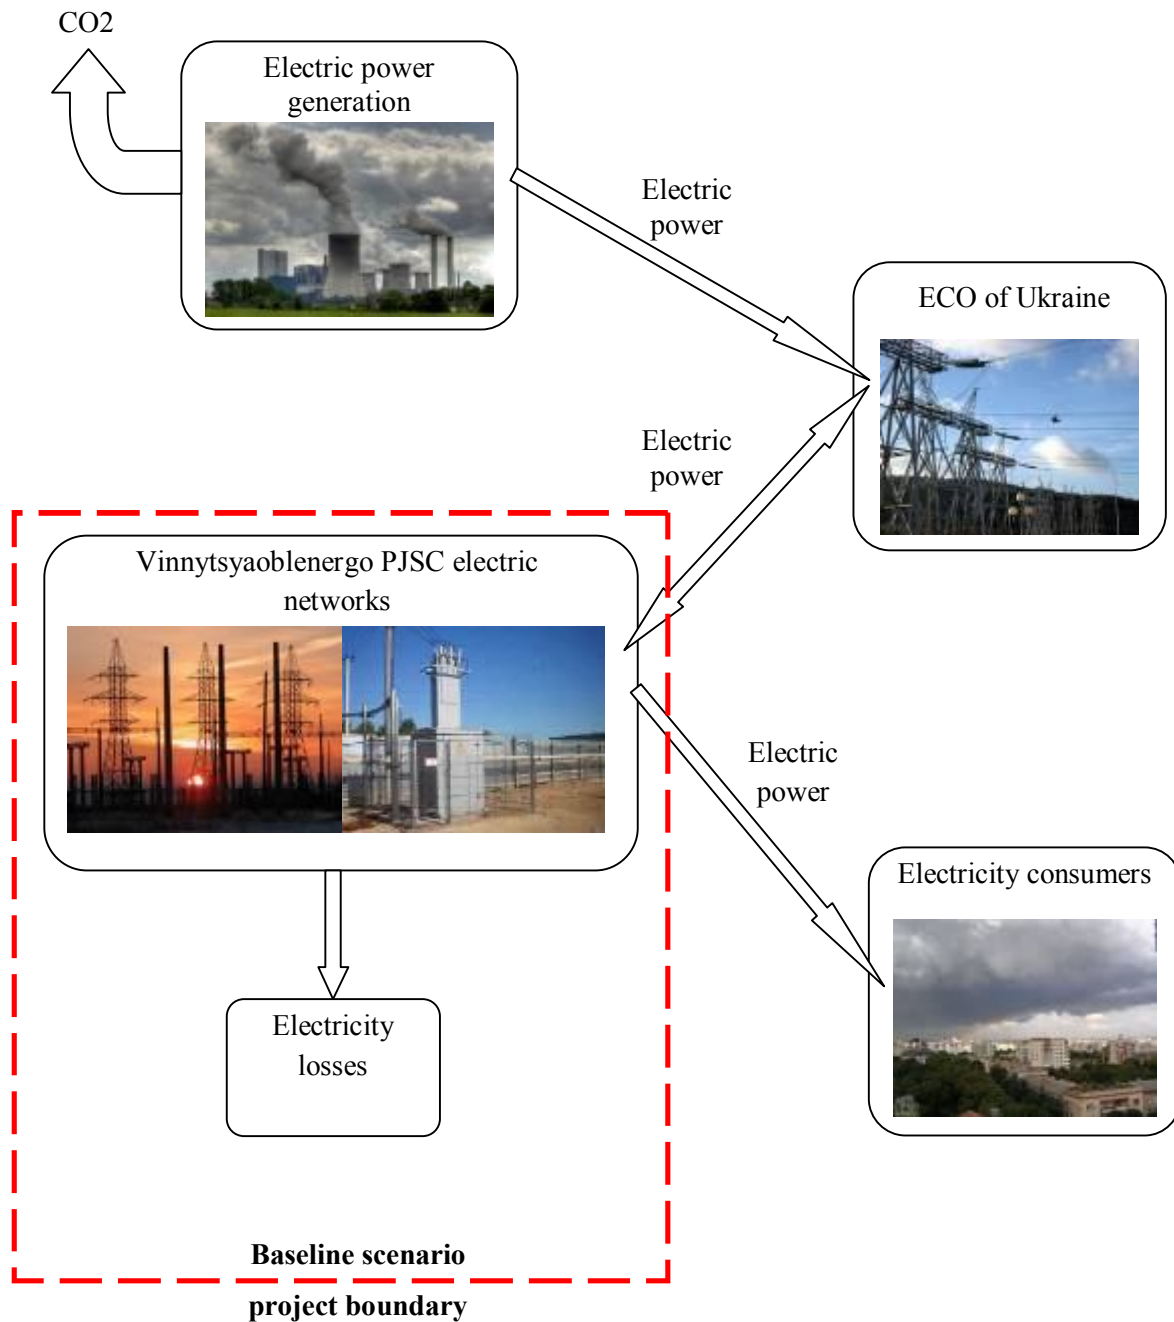 CO2
Electric power
generation
Electric
power
ECO of Ukraine
Electric
power
Vinnytsyaoblenergo PJSC electric
networks
Electric
power
Electricity consumers
Electricity
losses
Baseline scenario
project boundary